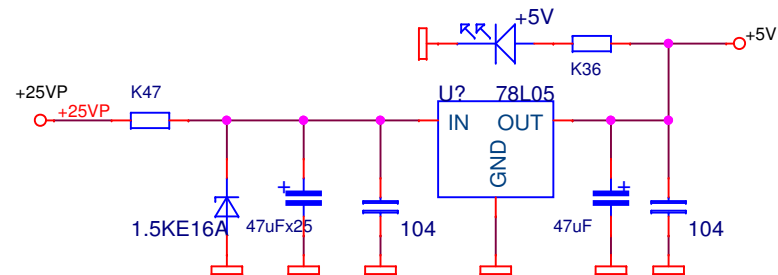 +5V
+5V
K36
+25VP
+25VP
K47
U?
78L05
IN
OUT
GND
1.5KE16A
47uFx25
104
47uF
104